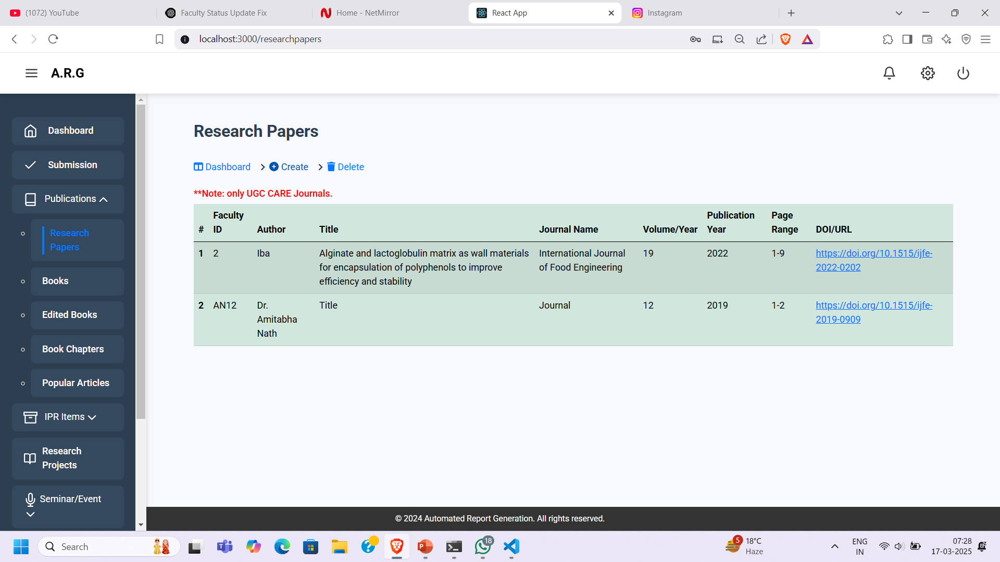 (1072) YouTube
Faculty Status Update Fix
Home - NetMirror
React App
Instagram
localhost:3000/researchpapers
A.R.G
Dashboard
Submission
Publications
Research
Papers
Books
Edited Books
Book Chapters
Popular Articles
IPR Items
Research
Projects
Seminar/Event
Research Papers
Dashboard > Create > Delete
**Note: only UGC CARE Journals.
# Faculty ID Author Title Journal Name Volume/Year Publication Year Page Range DOI/URL
1 2 Iba Alginate and lactoglobulin matrix as wall materials International Journal 19 2022 1-9 https://doi.org/10.1515/ijfe-
for encapsulation of polyphenols to improve of Food Engineering 2022-0202
efficiency and stability
2 AN12 Dr. Title Journal 12 2019 1-2 https://doi.org/10.1515/ijfe-
Amitabha 2019-0909
Nath
© 2024 Automated Report Generation. All rights reserved.
Search
18
5
18°C
Haze
ENG
IN
07:28
17-03-2025